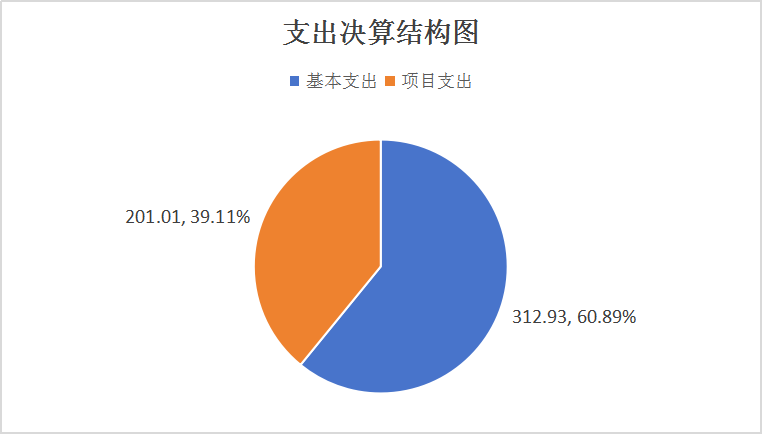 支出决算结构图
基本支出 项目支出
201.01, 39.11%
312.93, 60.89%